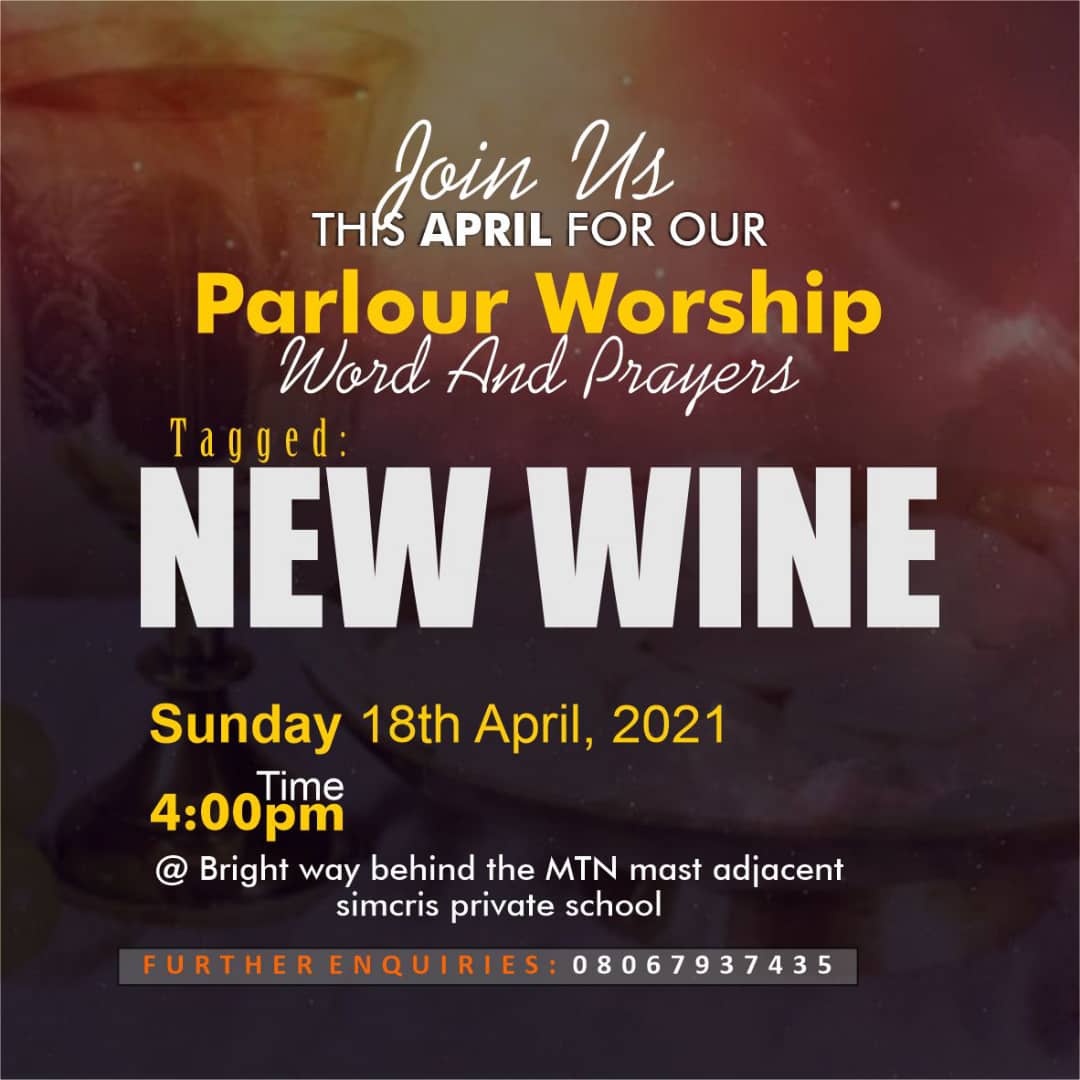 Join Us
THIS APRIL FOR OUR
Parlour Worship
Word And Prayers
Tagged:
NEW WINE
Sunday 18th April, 2021
Time
4:00pm
@ Bright way behind the MTN mast adjacent
simcris private school
FURTHER ENQUIRIES: 08067937435